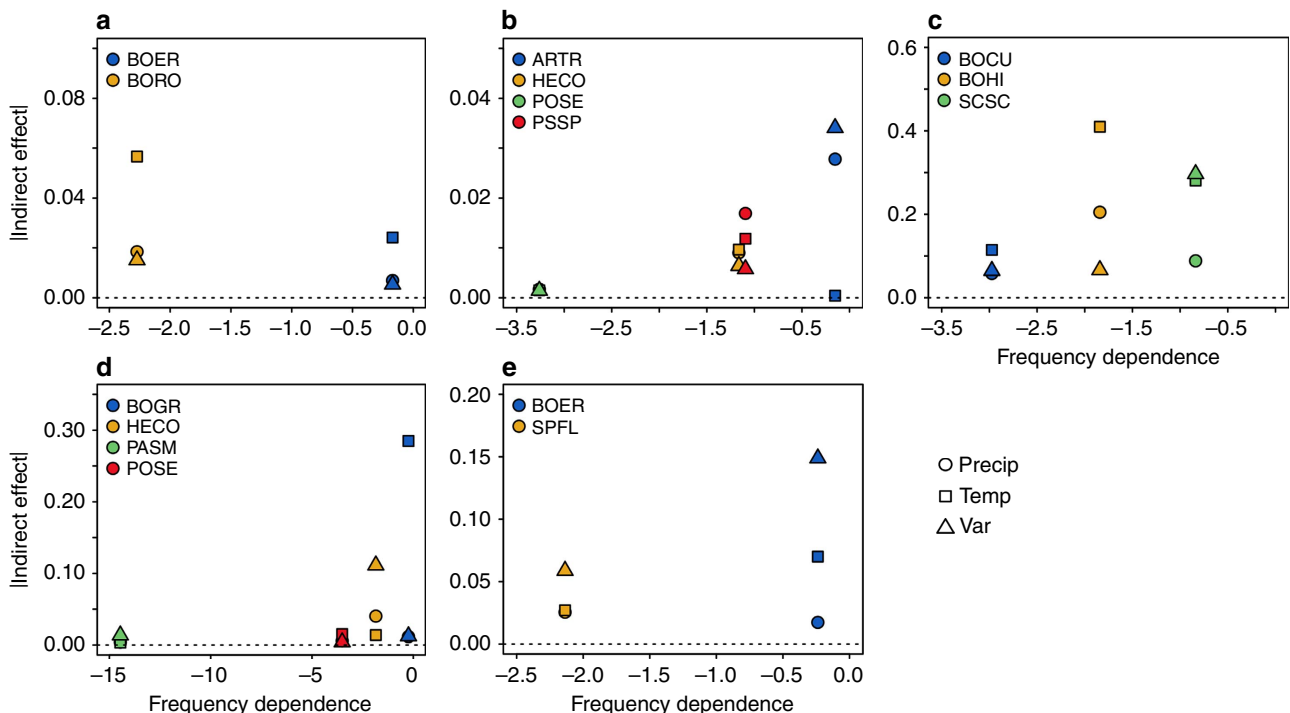 a
BOER
BORO
|Indirect effect|
0.08
0.04
0.00
−2.5 −2.0 −1.5 −1.0 −0.5 0.0
b
ARTR
HECO
POSE
PSSP
0.04
0.02
0.00
−3.5 −2.5 −1.5 −0.5
c
BOCU
BOHI
SCSC
0.6
0.4
0.2
0.0
−3.5 −2.5 −1.5 −0.5
Frequency dependence
d
BOGR
HECO
PASM
POSE
|Indirect effect|
0.30
0.20
0.10
0.00
−15 −10 −5 0
Frequency dependence
e
BOER
SPFL
0.20
0.15
0.10
0.05
0.00
−2.5 −2.0 −1.5 −1.0 −0.5 0.0
Frequency dependence
Precip
Temp
Var